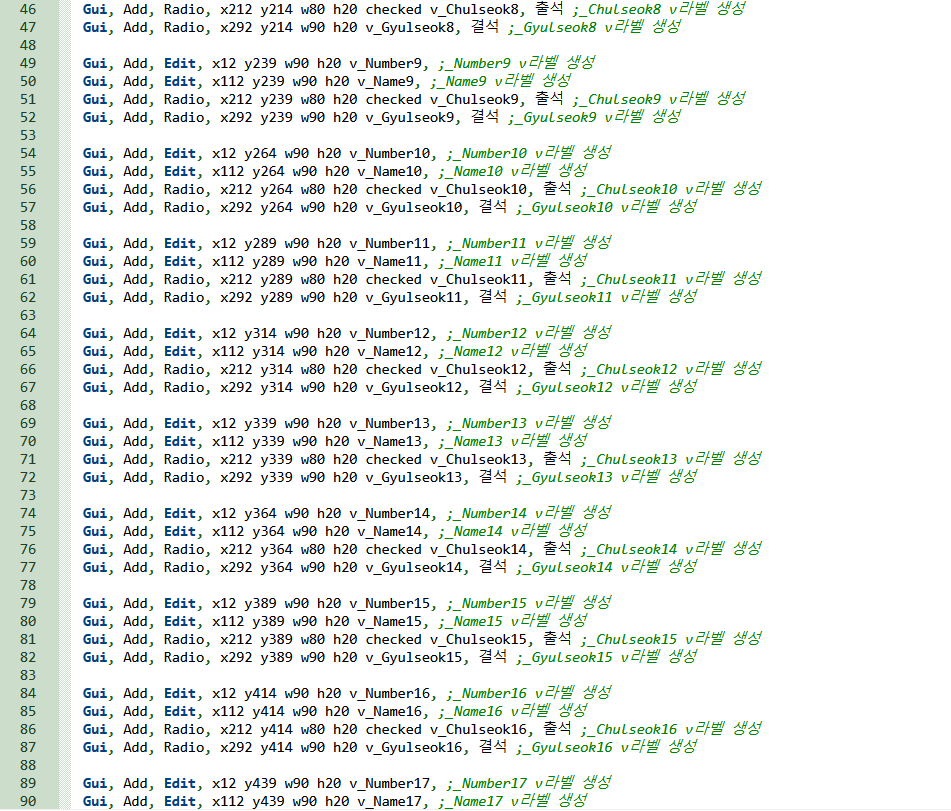 46 Gui, Add, Radio, x212 y214 w80 h20 checked v_Chulseok8, 출석 ;_Chulseok8 v라벨 생성
47 Gui, Add, Radio, x292 y214 w90 h20 v_Gyulseok8, 결석 ;_Gyulseok8 v라벨 생성
48
49 Gui, Add, Edit, x12 y239 w90 h20 v_Number9, ;_Number9 v라벨 생성
50 Gui, Add, Edit, x112 y239 w90 h20 v_Name9, ;_Name9 v라벨 생성
51 Gui, Add, Radio, x212 y239 w80 h20 checked v_Chulseok9, 출석 ;_Chulseok9 v라벨 생성
52 Gui, Add, Radio, x292 y239 w90 h20 v_Gyulseok9, 결석 ;_Gyulseok9 v라벨 생성
53
54 Gui, Add, Edit, x12 y264 w90 h20 v_Number10, ;_Number10 v라벨 생성
55 Gui, Add, Edit, x112 y264 w90 h20 v_Name10, ;_Name10 v라벨 생성
56 Gui, Add, Radio, x212 y264 w80 h20 checked v_Chulseok10, 출석 ;_Chulseok10 v라벨 생성
57 Gui, Add, Radio, x292 y264 w90 h20 v_Gyulseok10, 결석 ;_Gyulseok10 v라벨 생성
58
59 Gui, Add, Edit, x12 y289 w90 h20 v_Number11, ;_Number11 v라벨 생성
60 Gui, Add, Edit, x112 y289 w90 h20 v_Name11, ;_Name11 v라벨 생성
61 Gui, Add, Radio, x212 y289 w80 h20 checked v_Chulseok11, 출석 ;_Chulseok11 v라벨 생성
62 Gui, Add, Radio, x292 y289 w90 h20 v_Gyulseok11, 결석 ;_Gyulseok11 v라벨 생성
63
64 Gui, Add, Edit, x12 y314 w90 h20 v_Number12, ;_Number12 v라벨 생성
65 Gui, Add, Edit, x112 y314 w90 h20 v_Name12, ;_Name12 v라벨 생성
66 Gui, Add, Radio, x212 y314 w80 h20 checked v_Chulseok12, 출석 ;_Chulseok12 v라벨 생성
67 Gui, Add, Radio, x292 y314 w90 h20 v_Gyulseok12, 결석 ;_Gyulseok12 v라벨 생성
68
69 Gui, Add, Edit, x12 y339 w90 h20 v_Number13, ;_Number13 v라벨 생성
70 Gui, Add, Edit, x112 y339 w90 h20 v_Name13, ;_Name13 v라벨 생성
71 Gui, Add, Radio, x212 y339 w80 h20 checked v_Chulseok13, 출석 ;_Chulseok13 v라벨 생성
72 Gui, Add, Radio, x292 y339 w90 h20 v_Gyulseok13, 결석 ;_Gyulseok13 v라벨 생성
73
74 Gui, Add, Edit, x12 y364 w90 h20 v_Number14, ;_Number14 v라벨 생성
75 Gui, Add, Edit, x112 y364 w90 h20 v_Name14, ;_Name14 v라벨 생성
76 Gui, Add, Radio, x212 y364 w80 h20 checked v_Chulseok14, 출석 ;_Chulseok14 v라벨 생성
77 Gui, Add, Radio, x292 y364 w90 h20 v_Gyulseok14, 결석 ;_Gyulseok14 v라벨 생성
78
79 Gui, Add, Edit, x12 y389 w90 h20 v_Number15, ;_Number15 v라벨 생성
80 Gui, Add, Edit, x112 y389 w90 h20 v_Name15, ;_Name15 v라벨 생성
81 Gui, Add, Radio, x212 y389 w80 h20 checked v_Chulseok15, 출석 ;_Chulseok15 v라벨 생성
82 Gui, Add, Radio, x292 y389 w90 h20 v_Gyulseok15, 결석 ;_Gyulseok15 v라벨 생성
83
84 Gui, Add, Edit, x12 y414 w90 h20 v_Number16, ;_Number16 v라벨 생성
85 Gui, Add, Edit, x112 y414 w90 h20 v_Name16, ;_Name16 v라벨 생성
86 Gui, Add, Radio, x212 y414 w80 h20 checked v_Chulseok16, 출석 ;_Chulseok16 v라벨 생성
87 Gui, Add, Radio, x292 y414 w90 h20 v_Gyulseok16, 결석 ;_Gyulseok16 v라벨 생성
88
89 Gui, Add, Edit, x12 y439 w90 h20 v_Number17, ;_Number17 v라벨 생성
90 Gui, Add, Edit, x112 y439 w90 h20 v_Name17, ;_Name17 v라벨 생성